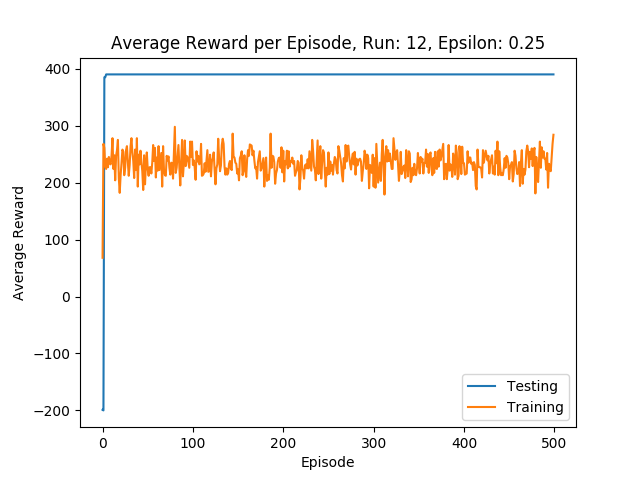 Average Reward per Episode, Run: 12, Epsilon: 0.25
400
300
200
100
0
−100
−200
Average Reward
0
100
200
300
400
500
Episode
Testing
Training